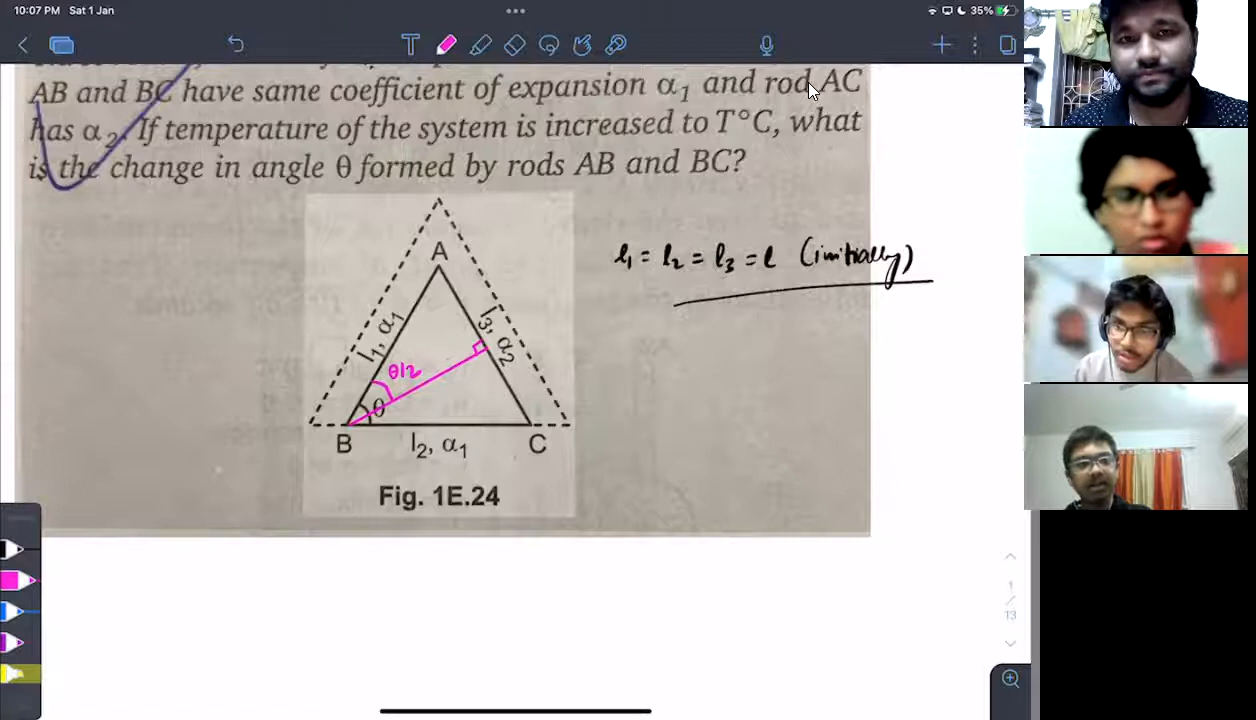 10:07 PM Sat 1 Jan
35%
AB and BC have same coefficient of expansion α₁ and rod AC
has α₂. If temperature of the system is increased to T°C, what
is the change in angle θ formed by rods AB and BC?
A
l₁ = l₂ = l₃ = l (initially)
l₁, α₁
l₃, α₂
θ/2
θ
B
l₂, α₁
C
Fig. 1E.24
1
/
13